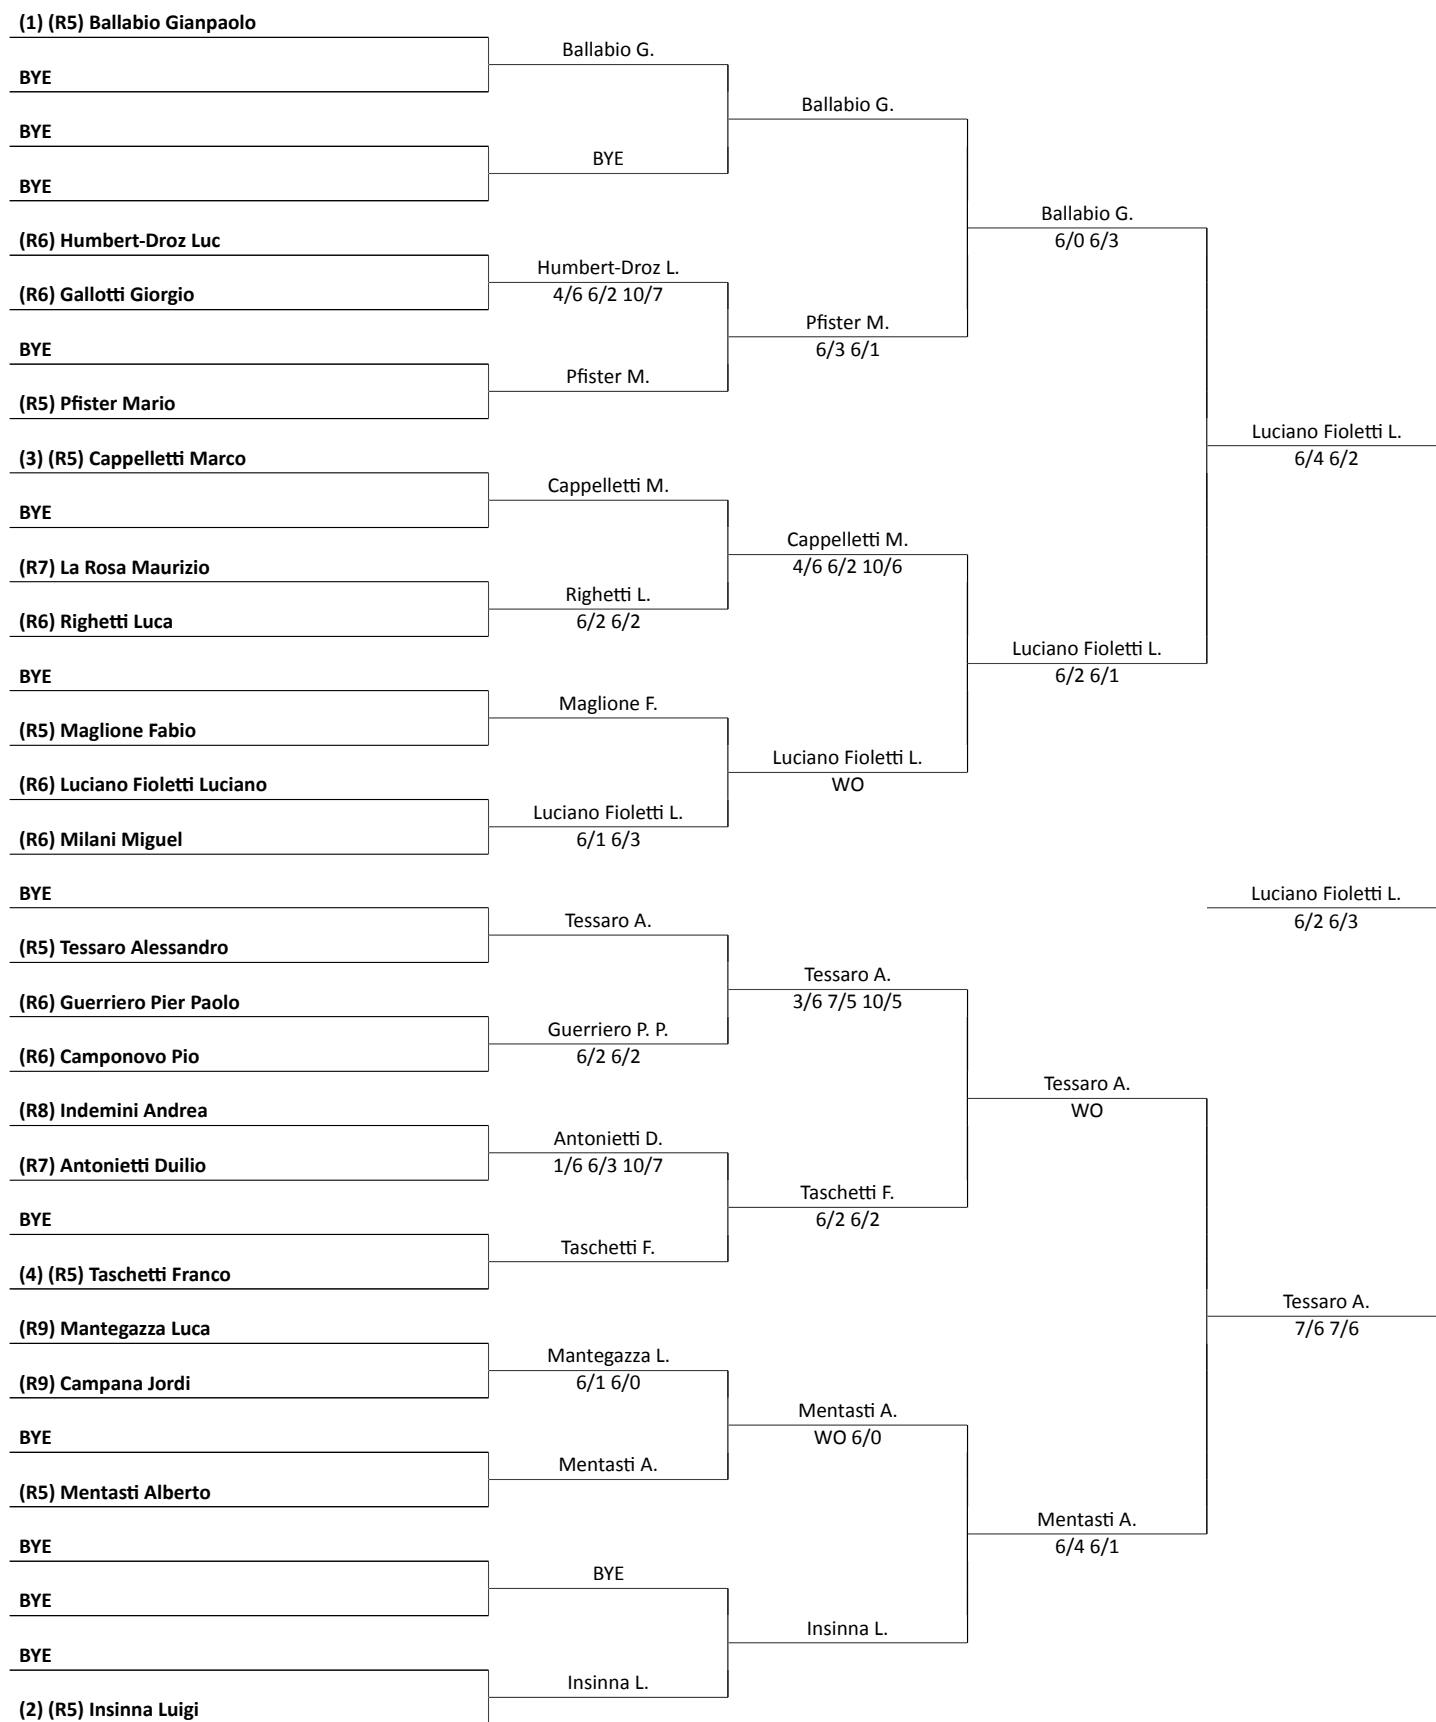 (1) (R5) Ballabio Gianpaolo
Ballabio G.
BYE
Ballabio G.
BYE
BYE
BYE
Ballabio G.
(R6) Humbert-Droz Luc
6/0 6/3
Humbert-Droz L.
(R6) Gallotti Giorgio
4/6 6/2 10/7
Pfister M.
BYE
6/3 6/1
Pfister M.
(R5) Pfister Mario
Luciano Fioletti L.
(3) (R5) Cappelletti Marco
6/4 6/2
Cappelletti M.
BYE
Cappelletti M.
(R7) La Rosa Maurizio
4/6 6/2 10/6
Righetti L.
(R6) Righetti Luca
6/2 6/2
Luciano Fioletti L.
BYE
6/2 6/1
Maglione F.
(R5) Maglione Fabio
Luciano Fioletti L.
(R6) Luciano Fioletti Luciano
WO
Luciano Fioletti L.
(R6) Milani Miguel
6/1 6/3
BYE
Luciano Fioletti L.
Tessaro A.
6/2 6/3
(R5) Tessaro Alessandro
Tessaro A.
(R6) Guerriero Pier Paolo
3/6 7/5 10/5
Guerriero P. P.
(R6) Camponovo Pio
6/2 6/2
Tessaro A.
(R8) Indemini Andrea
WO
Antonietti D.
(R7) Antonietti Duilio
1/6 6/3 10/7
Taschetti F.
BYE
6/2 6/2
Taschetti F.
(4) (R5) Taschetti Franco
Tessaro A.
(R9) Mantegazza Luca
7/6 7/6
Mantegazza L.
(R9) Campana Jordi
6/1 6/0
Mentasti A.
BYE
WO 6/0
Mentasti A.
(R5) Mentasti Alberto
Mentasti A.
BYE
6/4 6/1
BYE
BYE
Insinna L.
BYE
Insinna L.
(2) (R5) Insinna Luigi